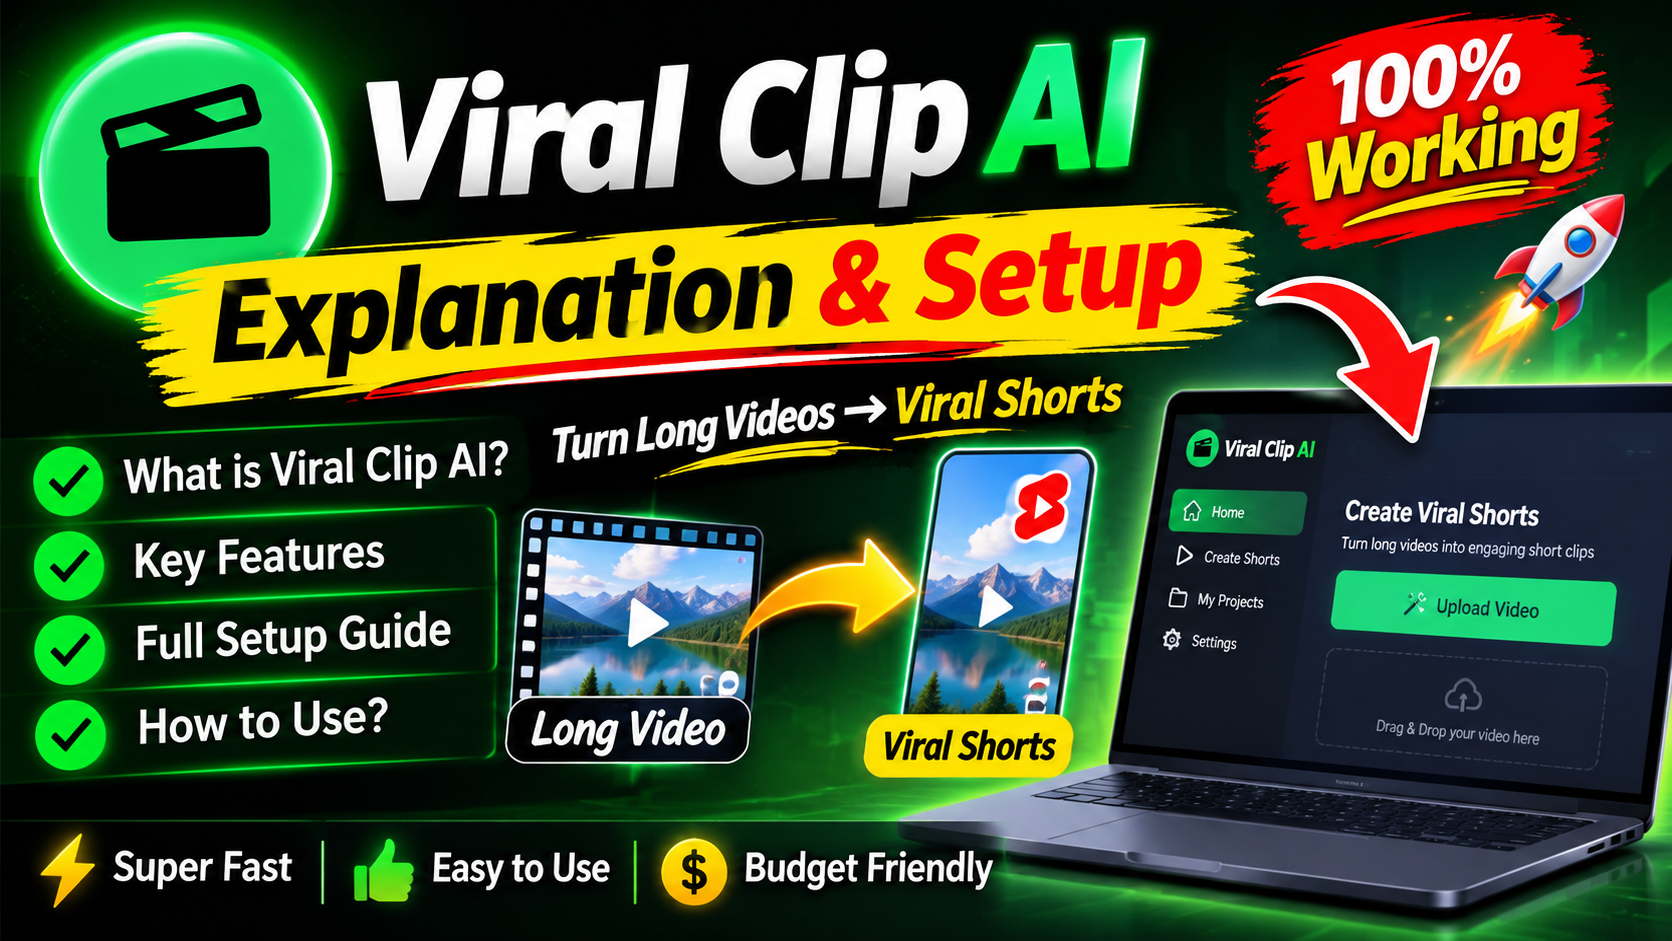 Viral Clip AI
100%
Working
Explanation & Setup
Turn Long Videos → Viral Shorts
What is Viral Clip AI?
Key Features
Full Setup Guide
How to Use?
Long Video
Viral Shorts
Viral Clip AI
Home
Create Shorts
My Projects
Settings
Create Viral Shorts
Turn long videos into engaging short clips
Upload Video
Drag & Drop your video here
Super Fast
Easy to Use
$
Budget Friendly